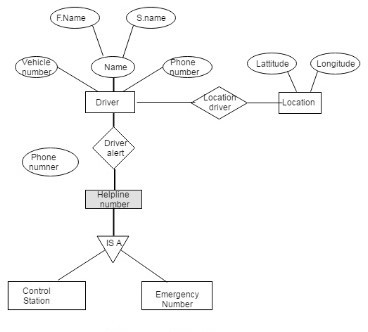 F.Name
S.name
Vehicle
number
Name
Phone
number
Lattitude
Longitude
Driver
Location
driver
Location
Driver
alert
Phone
numner
Helpline
number
IS A
Control
Station
Emergency
Number